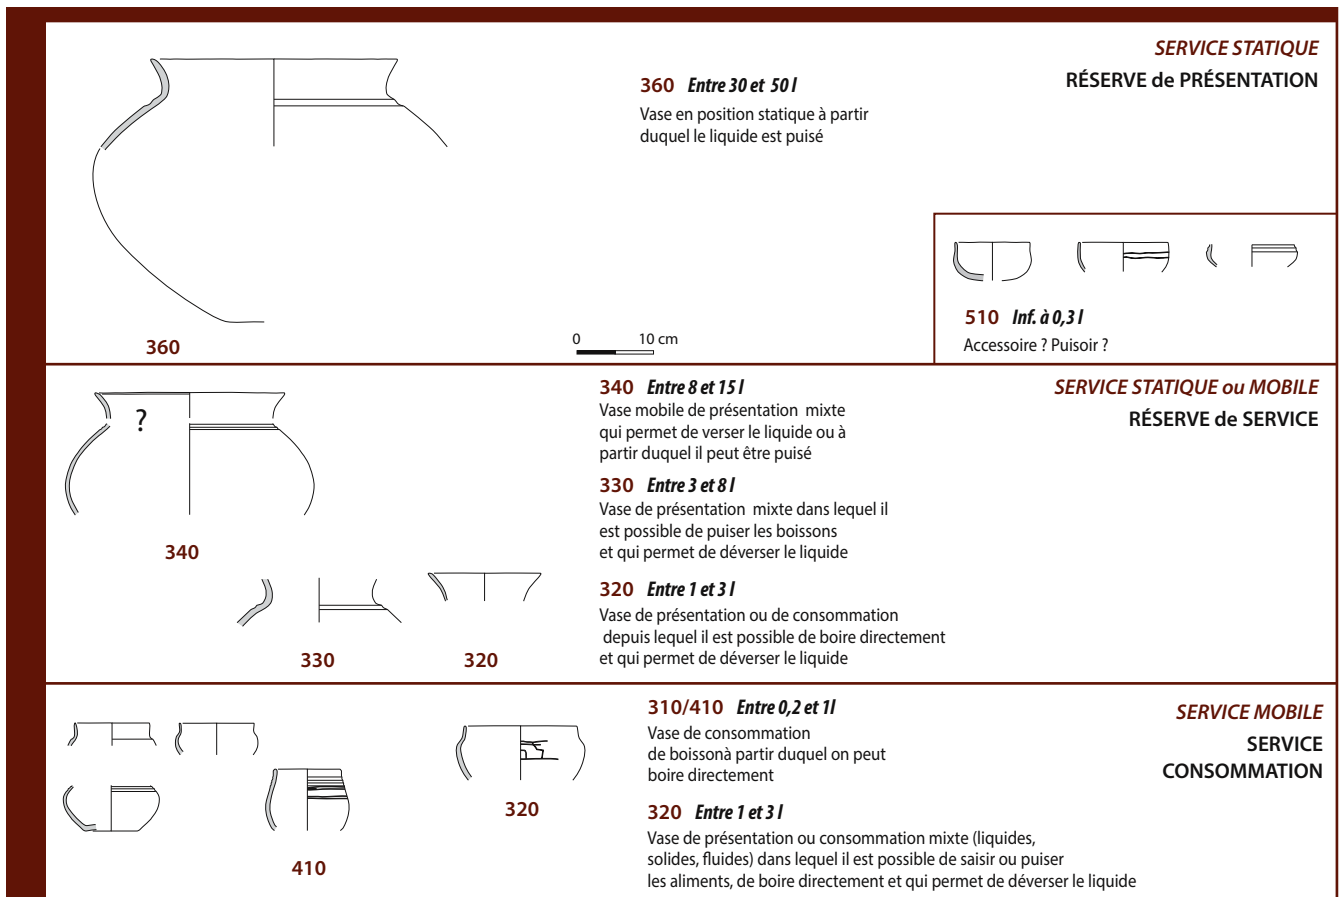 SERVICE STATIQUE
RÉSERVE de PRÉSENTATION
360 Entre 30 et 50 l
Vase en position statique à partir
duquel le liquide est puisé
360
0 10 cm
510 Inf. à 0,3 l
Accessoire ? Puisoir ?
SERVICE STATIQUE ou MOBILE
RÉSERVE de SERVICE
?
340
340 Entre 8 et 15 l
Vase mobile de présentation mixte
qui permet de verser le liquide ou à
partir duquel il peut être puisé
330 Entre 3 et 8 l
Vase de présentation mixte dans lequel il
est possible de puiser les boissons
et qui permet de déverser le liquide
320 Entre 1 et 3 l
Vase de présentation ou de consommation
depuis lequel il est possible de boire directement
et qui permet de déverser le liquide
330
320
SERVICE MOBILE
SERVICE
CONSOMMATION
310/410 Entre 0,2 et 1l
Vase de consommation
de boissonà partir duquel on peut
boire directement
320
410
320 Entre 1 et 3 l
Vase de présentation ou consommation mixte (liquides,
solides, fluides) dans lequel il est possible de saisir ou puiser
les aliments, de boire directement et qui permet de déverser le liquide